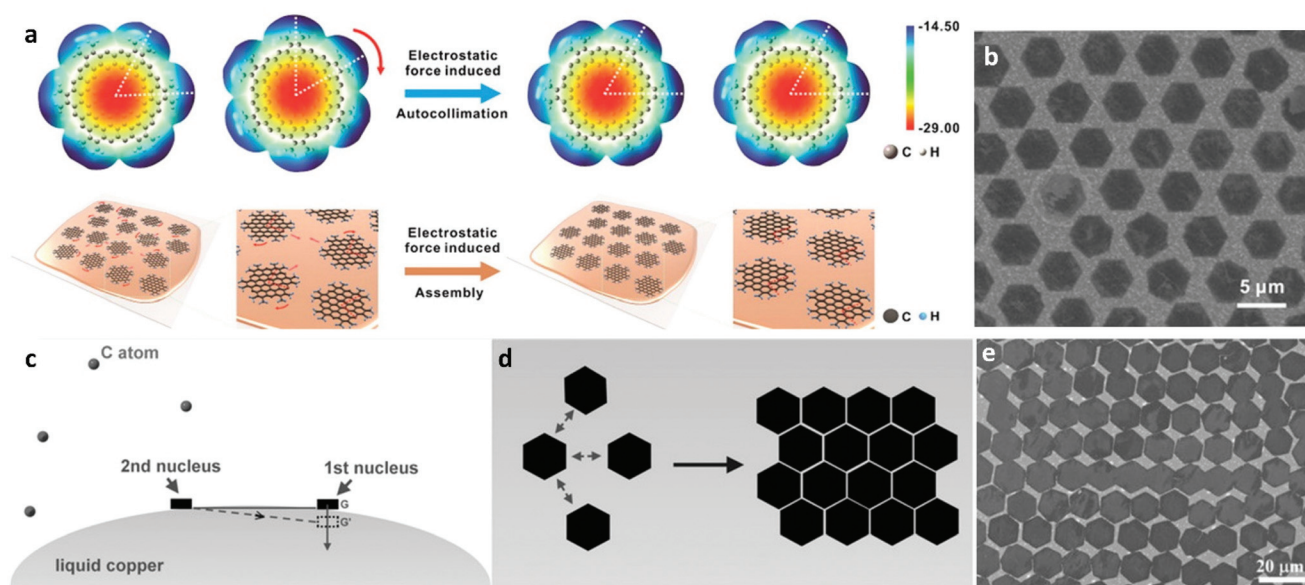 a
Electrostatic
force induced
Autocollimation
-14.50
-29.00
C H
Electrostatic
force induced
Assembly
C H
b
5 μm
c
C atom
2nd nucleus
1st nucleus
G
G'
liquid copper
d
e
20 μm